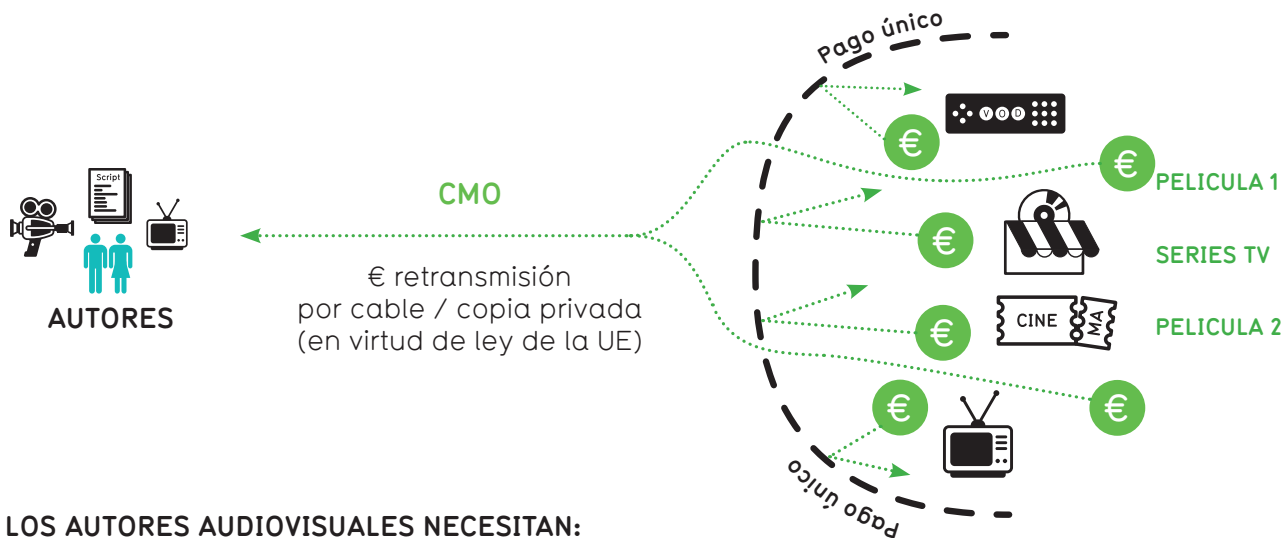 Pago único
VOD
Script
CMO
€
€
PELICULA 1
€
SERIES TV
€ retransmisión
por cable / copia privada
(en virtud de ley de la UE)
AUTORES
€
CINE
MA
PELICULA 2
€
€
Pago único
LOS AUTORES AUDIOVISUALES NECESITAN: